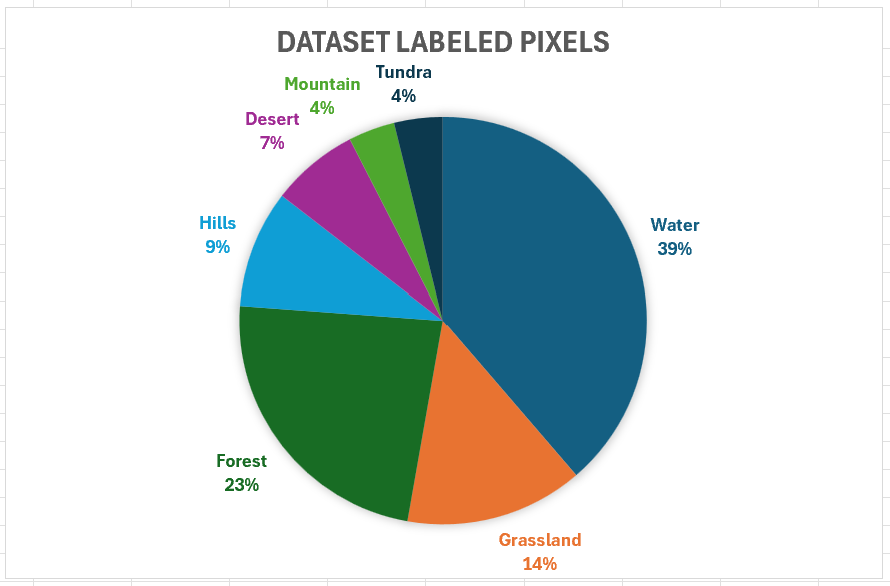 DATASET LABELED PIXELS
Tundra
4%
Mountain
4%
Desert
7%
Hills
9%
Water
39%
Forest
23%
Grassland
14%